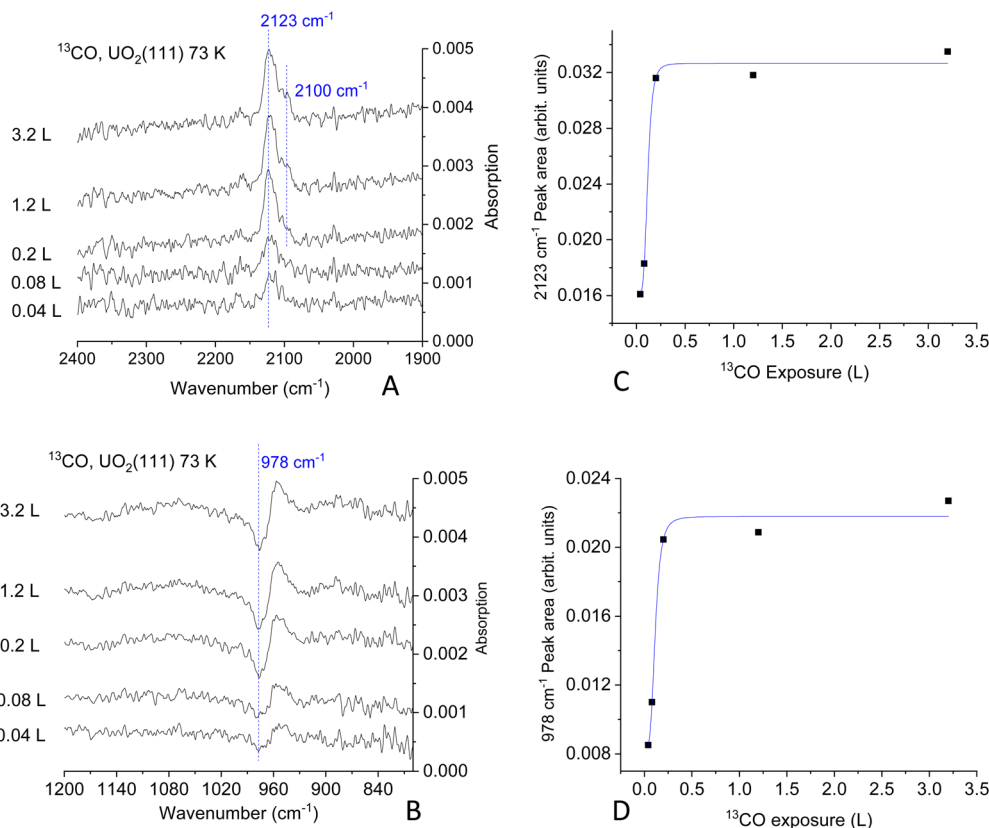 2123 cm⁻¹
¹³CO, UO₂(111) 73 K
2100 cm⁻¹
3.2 L
1.2 L
0.2 L
0.08 L
0.04 L
0.005
0.004
0.003
0.002
0.001
0.000
Absorption
2400 2300 2200 2100 2000 1900
Wavenumber (cm⁻¹)
A
2123 cm⁻¹ Peak area (arbit. units)
0.032
0.028
0.024
0.020
0.016
0.0 0.5 1.0 1.5 2.0 2.5 3.0 3.5
¹³CO Exposure (L)
C
¹³CO, UO₂(111) 73 K
978 cm⁻¹
3.2 L
1.2 L
0.2 L
0.08 L
0.04 L
0.005
0.004
0.003
0.002
0.001
0.000
Absorption
1200 1140 1080 1020 960 900 840
Wavenumber (cm⁻¹)
B
978 cm⁻¹ Peak area (arbit. units)
0.024
0.020
0.016
0.012
0.008
0.0 0.5 1.0 1.5 2.0 2.5 3.0 3.5
¹³CO exposure (L)
D